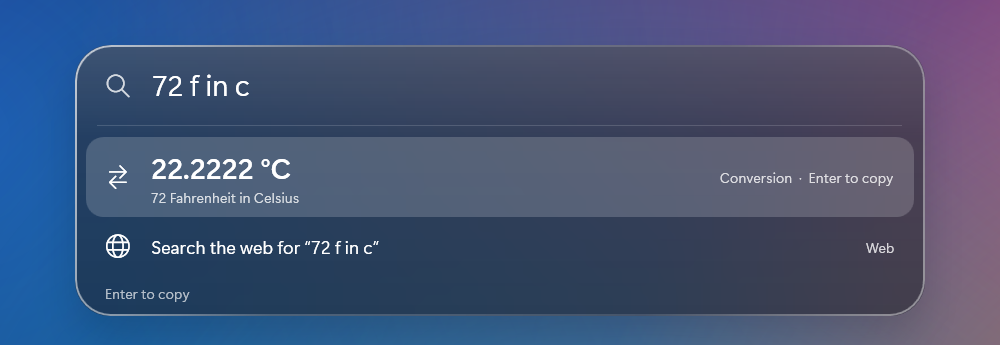 72 f in c
22.2222 °C
72 Fahrenheit in Celsius
Conversion · Enter to copy
Search the web for “72 f in c”
Web
Enter to copy